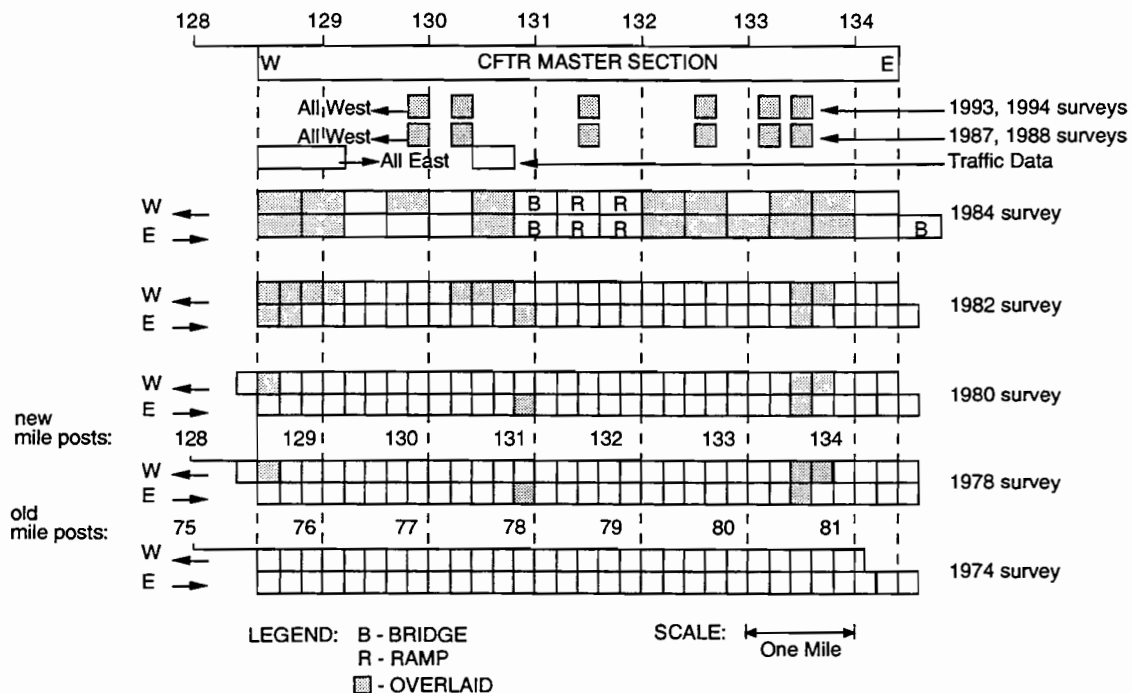 128 129 130 131 132 133 134
W CFTR MASTER SECTION E
All West 1993, 1994 surveys
All West 1987, 1988 surveys
All East Traffic Data
W B R R 1984 survey
E B R R B
W 1982 survey
E
W 1980 survey
E
new
mile posts: 128 129 130 131 132 133 134
W 1978 survey
E
old
mile posts: 75 76 77 78 79 80 81
W 1974 survey
E
LEGEND: B - BRIDGE SCALE: One Mile
R - RAMP
- OVERLAID